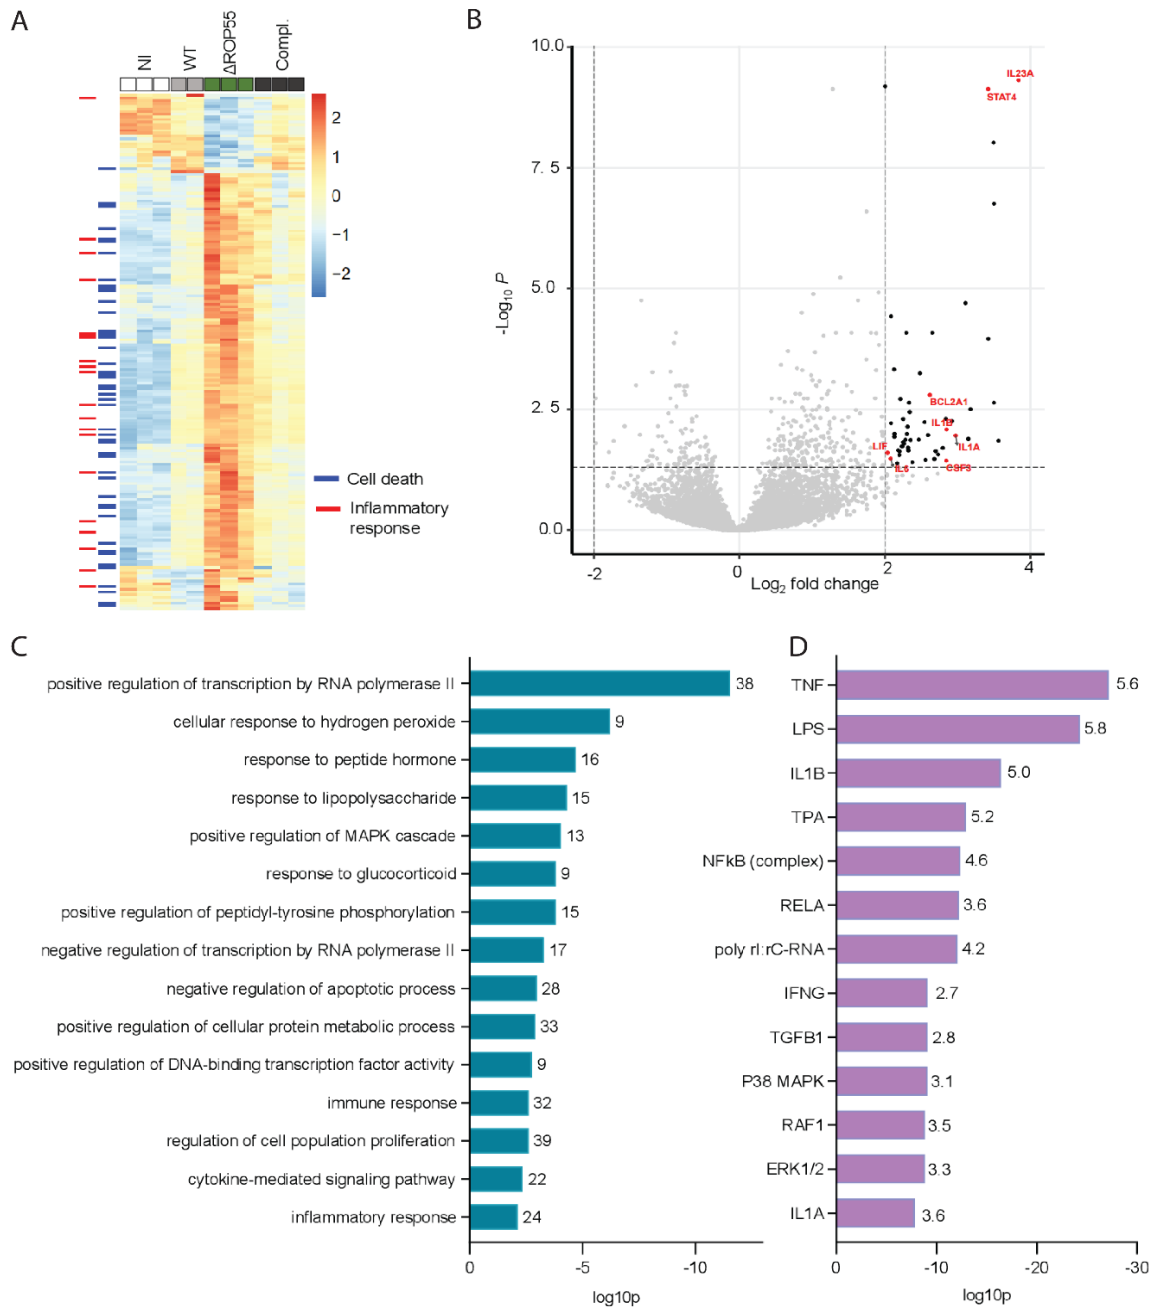 A
NI
WT
ΔROP55
Compl.
2
1
0
−1
−2
Cell death
Inflammatory
response
B
10.0
7.5
5.0
2.5
0.0
-Log10 P
IL23A
STAT4
BCL2A1
IL1B
IL1A
LIF
IL6
CSF3
-2
0
2
4
Log2 fold change
C
positive regulation of transcription by RNA polymerase II
38
cellular response to hydrogen peroxide
9
response to peptide hormone
16
response to lipopolysaccharide
15
positive regulation of MAPK cascade
13
response to glucocorticoid
9
positive regulation of peptidyl-tyrosine phosphorylation
15
negative regulation of transcription by RNA polymerase II
17
negative regulation of apoptotic process
28
positive regulation of cellular protein metabolic process
33
positive regulation of DNA-binding transcription factor activity
9
immune response
32
regulation of cell population proliferation
39
cytokine-mediated signaling pathway
22
inflammatory response
24
0
-5
-10
log10p
D
TNF
5.6
LPS
5.8
IL1B
5.0
TPA
5.2
NFkB (complex)
4.6
RELA
3.6
poly rI:rC-RNA
4.2
IFNG
2.7
TGFB1
2.8
P38 MAPK
3.1
RAF1
3.5
ERK1/2
3.3
IL1A
3.6
0
-10
-20
-30
log10p